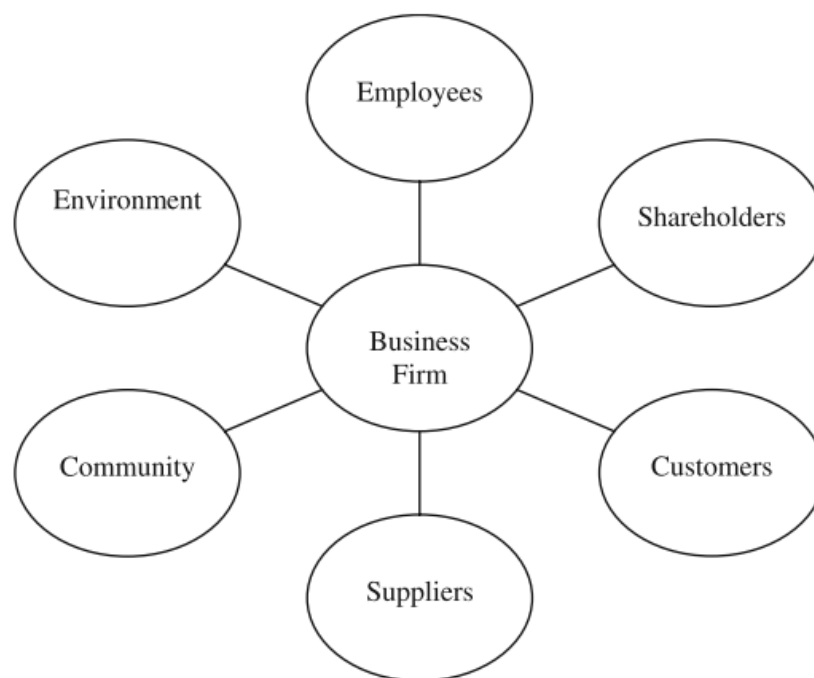 Employees
Environment
Shareholders
Business
Firm
Community
Customers
Suppliers